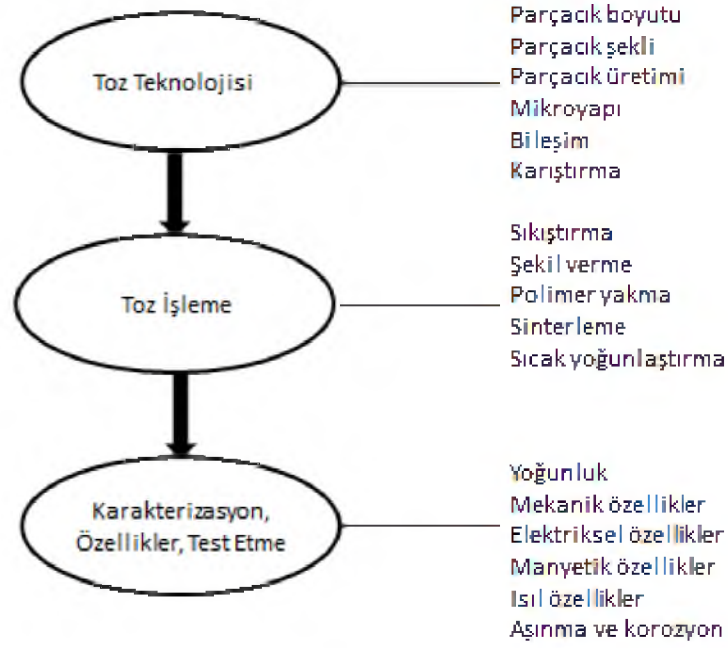 Toz Teknolojisi
Parçacık boyutu
Parçacık şekli
Parçacık üretimi
Mikroyapı
Bileşim
Karıştırma
Toz İşleme
Sıkıştırma
Şekil verme
Polimer yakma
Sinterleme
Sıcak yoğunlaştırma
Karakterizasyon,
Özellikler, Test Etme
Yoğunluk
Mekanik özellikler
Elektriksel özellikler
Manyetik özellikler
Isıl özellikler
Aşınma ve korozyon